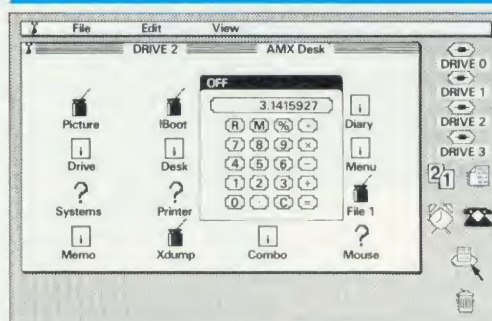 File Edit View
DRIVE 2 AMX Desk
DRIVE 0
DRIVE 1
DRIVE 2
DRIVE 3
OFF
3.1415927
R M % ÷
7 8 9 ×
4 5 6 −
1 2 3 +
0 · C =
Picture !Boot Diary
Drive Desk Menu
Systems Printer File 1
Memo Xdump Combo Mouse
21